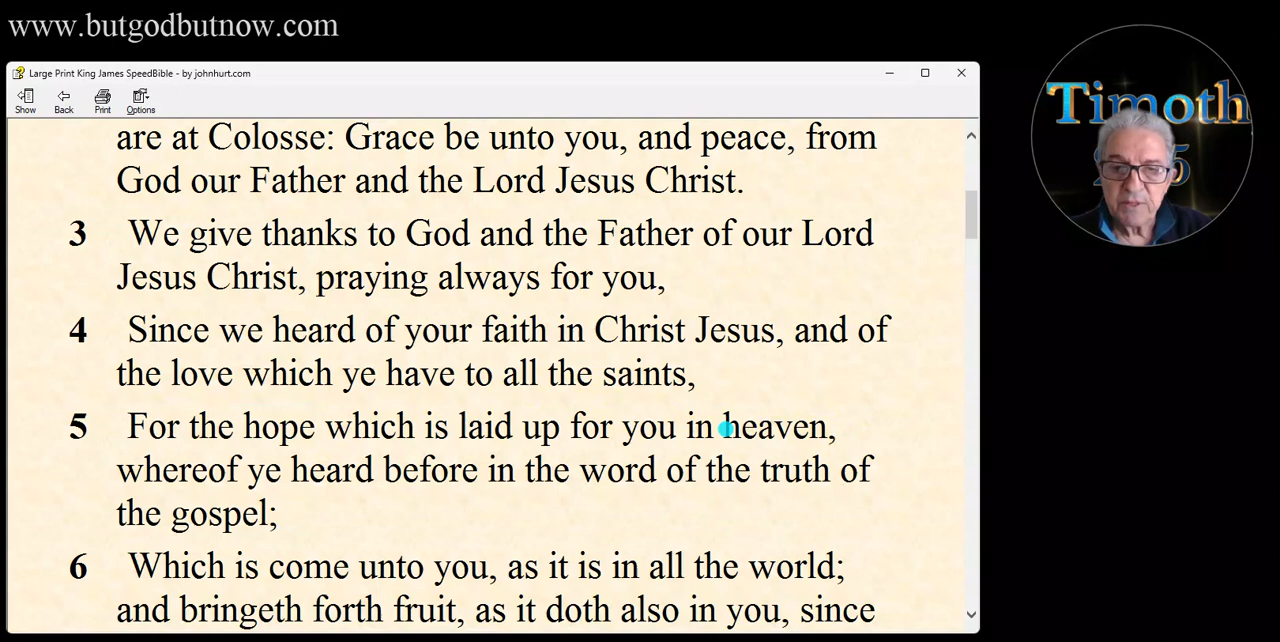 www.butgodbutnow.com
Large Print King James SpeedBible - by johnhurt.com
Show Back Print Options
are at Colosse: Grace be unto you, and peace, from
God our Father and the Lord Jesus Christ.
3 We give thanks to God and the Father of our Lord
Jesus Christ, praying always for you,
4 Since we heard of your faith in Christ Jesus, and of
the love which ye have to all the saints,
5 For the hope which is laid up for you in heaven,
whereof ye heard before in the word of the truth of
the gospel;
6 Which is come unto you, as it is in all the world;
and bringeth forth fruit, as it doth also in you, since
Timoth